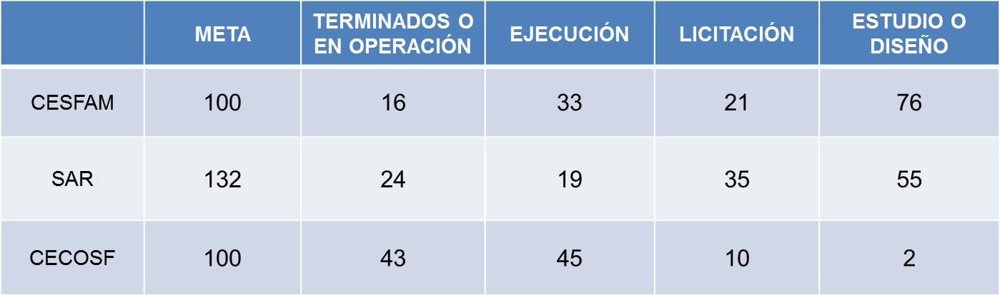 META TERMINADOS O EN OPERACIÓN EJECUCIÓN LICITACIÓN ESTUDIO O DISEÑO
CESFAM 100 16 33 21 76
SAR 132 24 19 35 55
CECOSF 100 43 45 10 2